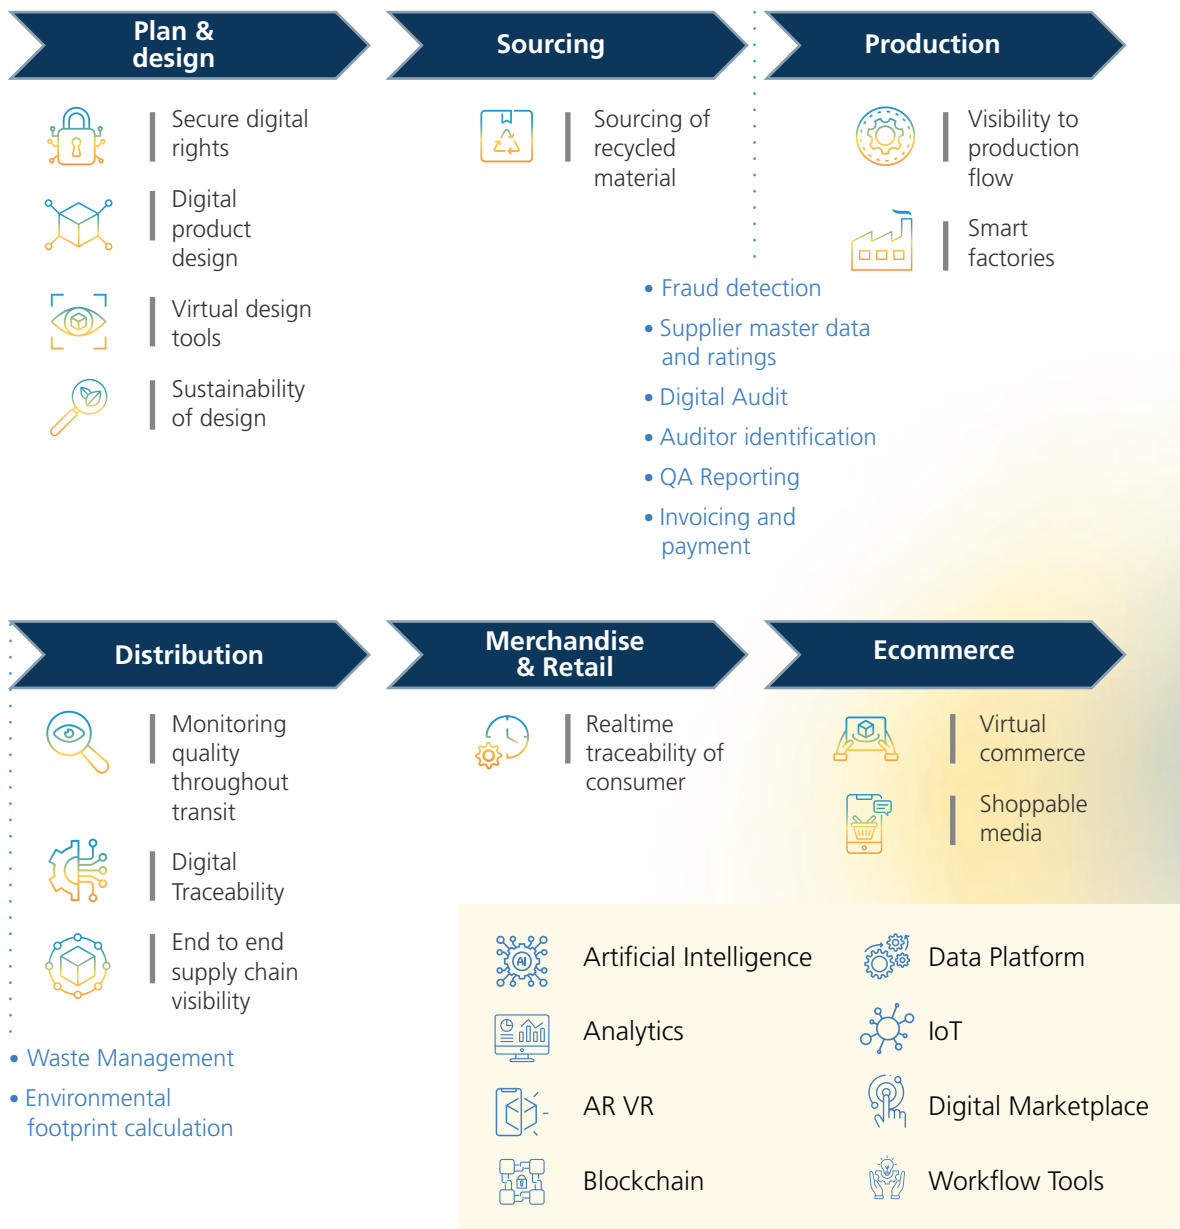 Plan &
design
Secure digital
rights
Digital
product
design
Virtual design
tools
Sustainability
of design
Sourcing
Sourcing of
recycled
material
Production
Visibility to
production
flow
Smart
factories
• Fraud detection
• Supplier master data
and ratings
• Digital Audit
• Auditor identification
• QA Reporting
• Invoicing and
payment
Distribution
Monitoring
quality
throughout
transit
Digital
Traceability
End to end
supply chain
visibility
• Waste Management
• Environmental
footprint calculation
Merchandise
& Retail
Realtime
traceability of
consumer
Ecommerce
Virtual
commerce
Shoppable
media
AI
Artificial Intelligence
Data Platform
Analytics
IoT
AR VR
Digital Marketplace
Blockchain
Workflow Tools